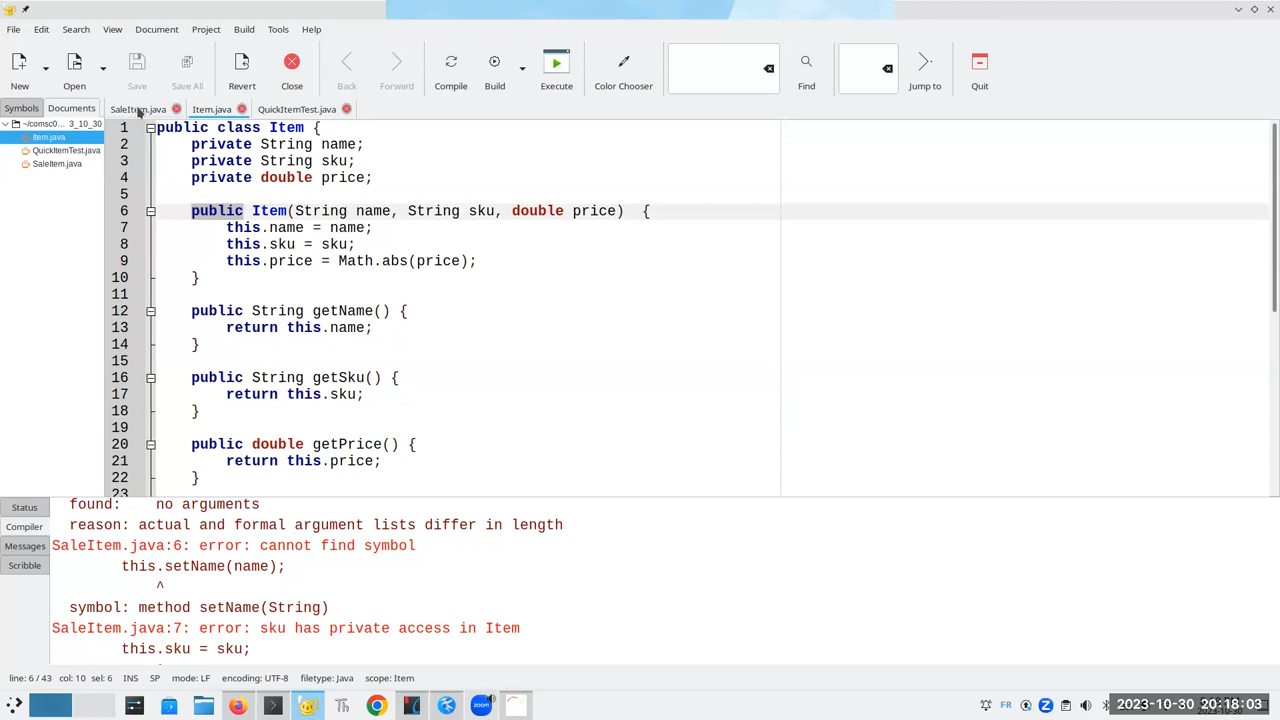 File Edit Search View Document Project Build Tools Help
New Open Save Save All Revert Close Back Forward Compile Build Execute Color Chooser Find Jump to Quit
Symbols Documents SaleItem.java Item.java QuickItemTest.java
~/comsc0... 3_10_30
Item.java
QuickItemTest.java
SaleItem.java
1 public class Item {
2 private String name;
3 private String sku;
4 private double price;
5
6 public Item(String name, String sku, double price)  {
7 this.name = name;
8 this.sku = sku;
9 this.price = Math.abs(price);
10 }
11
12 public String getName() {
13 return this.name;
14 }
15
16 public String getSku() {
17 return this.sku;
18 }
19
20 public double getPrice() {
21 return this.price;
22 }
23
Status
Compiler
Messages
Scribble
found:    no arguments
reason: actual and formal argument lists differ in length
SaleItem.java:6: error: cannot find symbol
this.setName(name);
^
symbol: method setName(String)
SaleItem.java:7: error: sku has private access in Item
this.sku = sku;
line: 6 / 43 col: 10 sel: 6 INS SP mode: LF encoding: UTF-8 filetype: Java scope: Item
Th zoom FR Z 2023-10-30 20:18:03